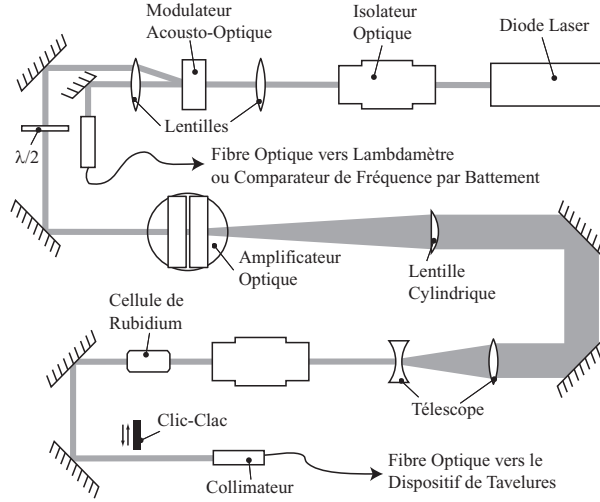 Modulateur
Acousto-Optique
Isolateur
Optique
Diode Laser
Lentilles
λ/2
Fibre Optique vers Lambdamètre
ou Comparateur de Fréquence par Battement
Amplificateur
Optique
Lentille
Cylindrique
Cellule de
Rubidium
Télescope
Clic-Clac
Collimateur
Fibre Optique vers le
Dispositif de Tavelures